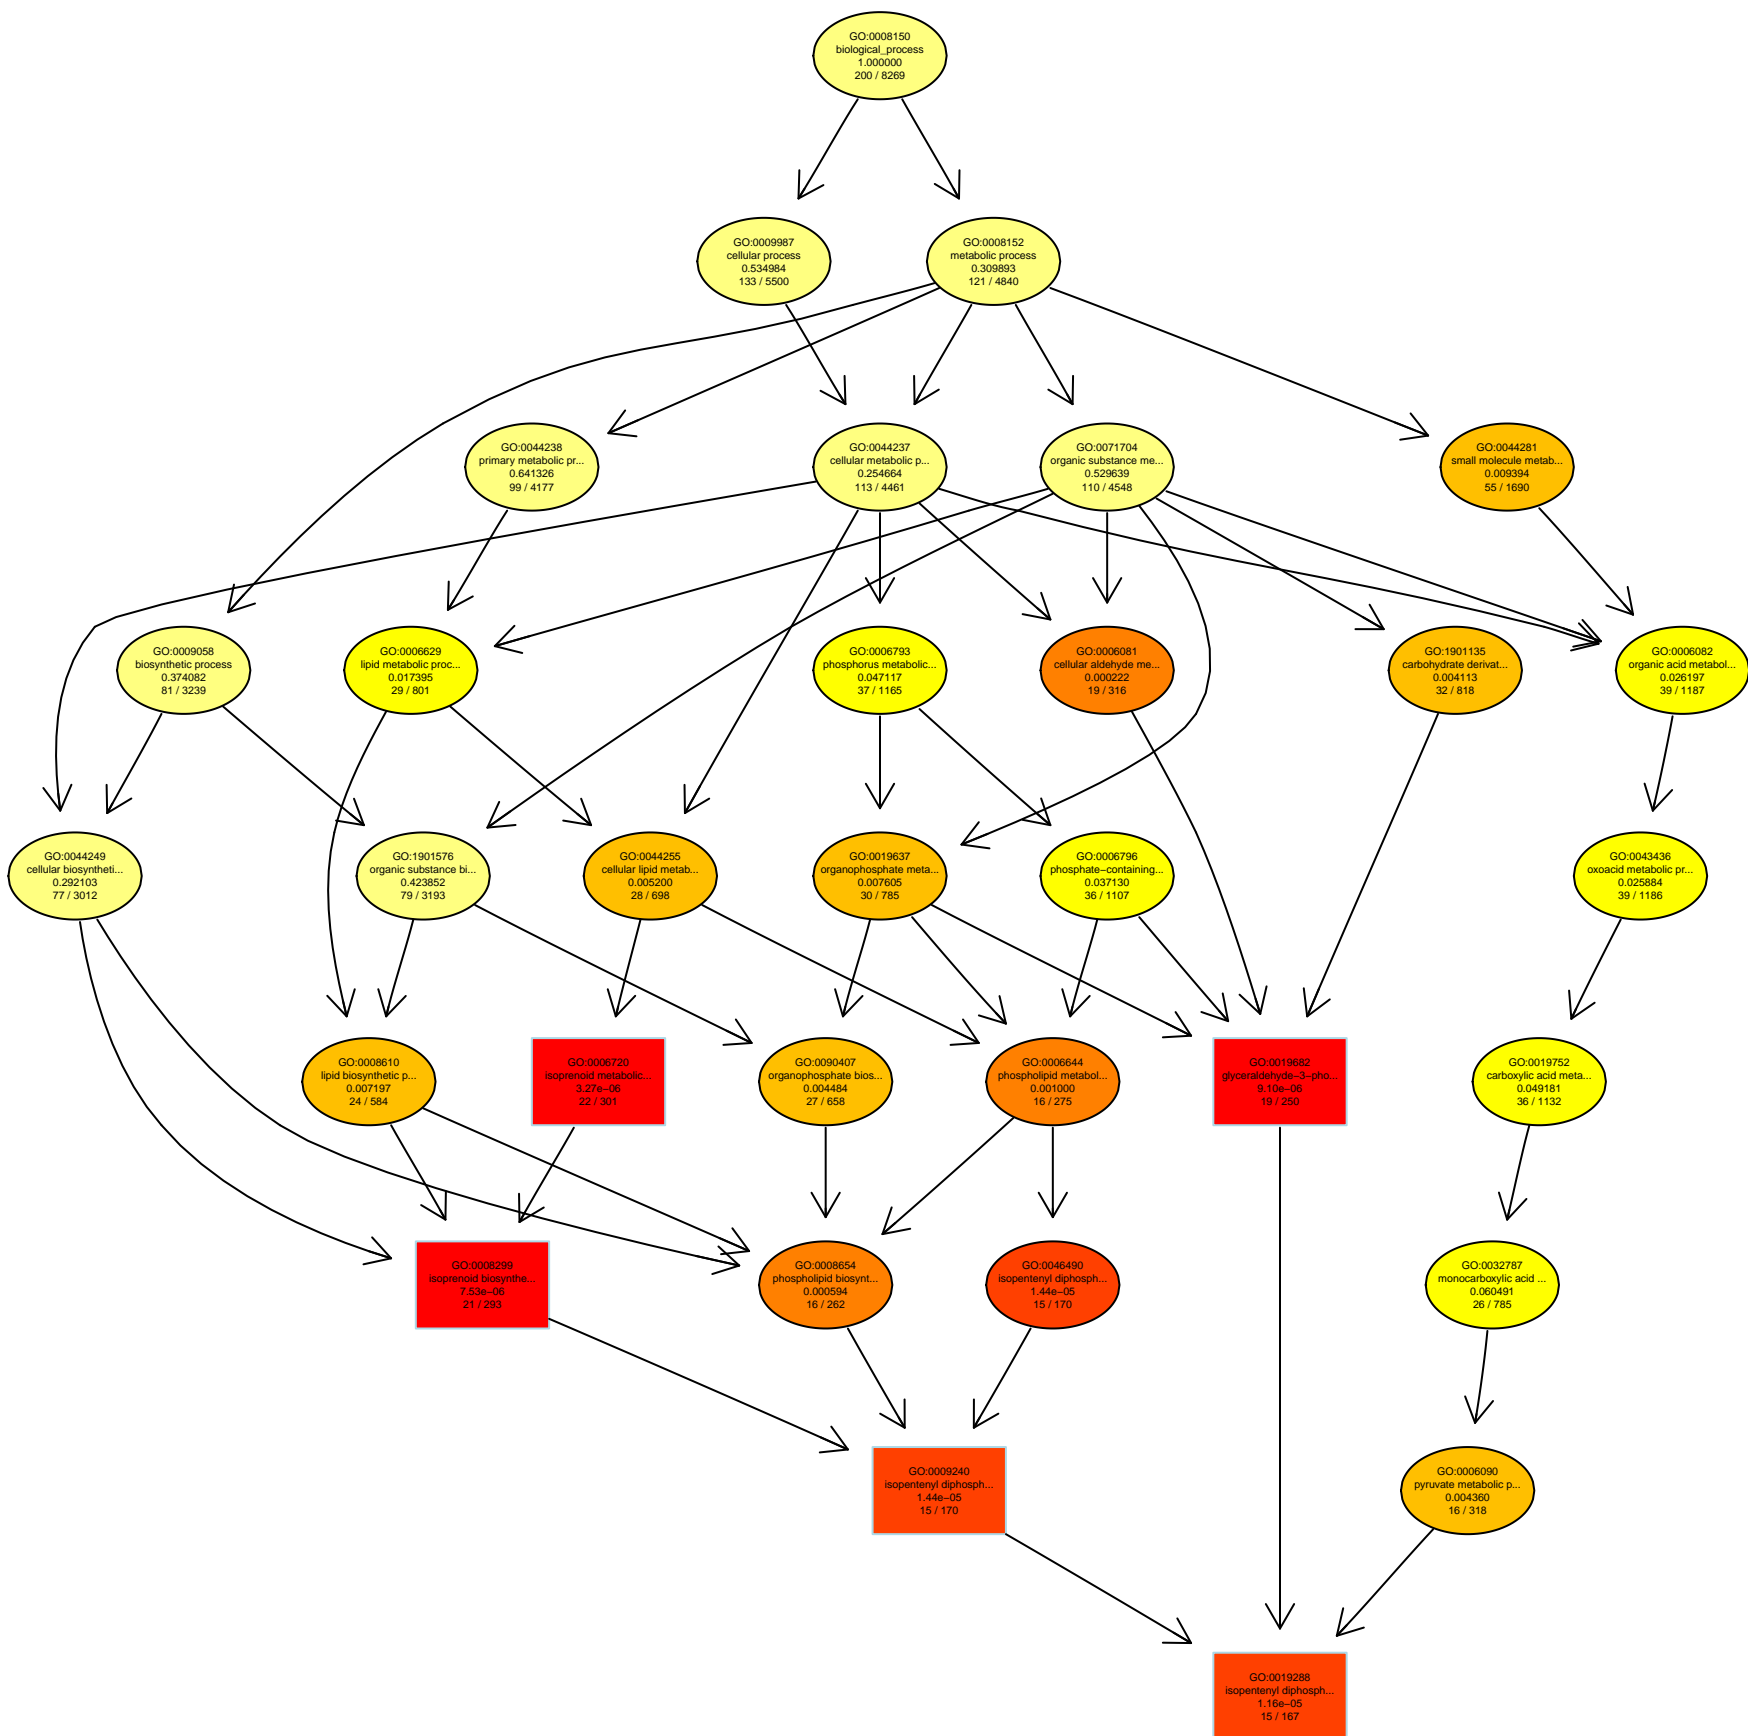 GO:0008150
biological_process
1.000000
200 / 8269
GO:0009987
cellular process
0.534984
133 / 5500
GO:0008152
metabolic process
0.309893
121 / 4840
GO:0044238
primary metabolic pr...
0.641326
99 / 4177
GO:0044237
cellular metabolic p...
0.254664
113 / 4461
GO:0071704
organic substance me...
0.529639
110 / 4548
GO:0044281
small molecule metab...
0.009394
55 / 1690
GO:0009058
biosynthetic process
0.374082
81 / 3239
GO:0006629
lipid metabolic proc...
0.017395
29 / 801
GO:0006793
phosphorus metabolic...
0.047117
37 / 1165
GO:0006081
cellular aldehyde me...
0.000222
19 / 316
GO:1901135
carbohydrate derivat...
0.004113
32 / 818
GO:0006082
organic acid metabol...
0.026197
39 / 1187
GO:0044249
cellular biosyntheti...
0.292103
77 / 3012
GO:1901576
organic substance bi...
0.423852
79 / 3193
GO:0044255
cellular lipid metab...
0.005200
28 / 698
GO:0019637
organophosphate meta...
0.007605
30 / 785
GO:0006796
phosphate−containing...
0.037130
36 / 1107
GO:0043436
oxoacid metabolic pr...
0.025884
39 / 1186
GO:0008610
lipid biosynthetic p...
0.007197
24 / 584
GO:0006720
isoprenoid metabolic...
3.27e−06
22 / 301
GO:0090407
organophosphate bios...
0.004484
27 / 658
GO:0006644
phospholipid metabol...
0.001000
16 / 275
GO:0019682
glyceraldehyde−3−pho...
9.10e−06
19 / 250
GO:0019752
carboxylic acid meta...
0.049181
36 / 1132
GO:0008299
isoprenoid biosynthe...
7.53e−06
21 / 293
GO:0008654
phospholipid biosynt...
0.000594
16 / 262
GO:0046490
isopentenyl diphosph...
1.44e−05
15 / 170
GO:0032787
monocarboxylic acid ...
0.060491
26 / 785
GO:0009240
isopentenyl diphosph...
1.44e−05
15 / 170
GO:0006090
pyruvate metabolic p...
0.004360
16 / 318
GO:0019288
isopentenyl diphosph...
1.16e−05
15 / 167